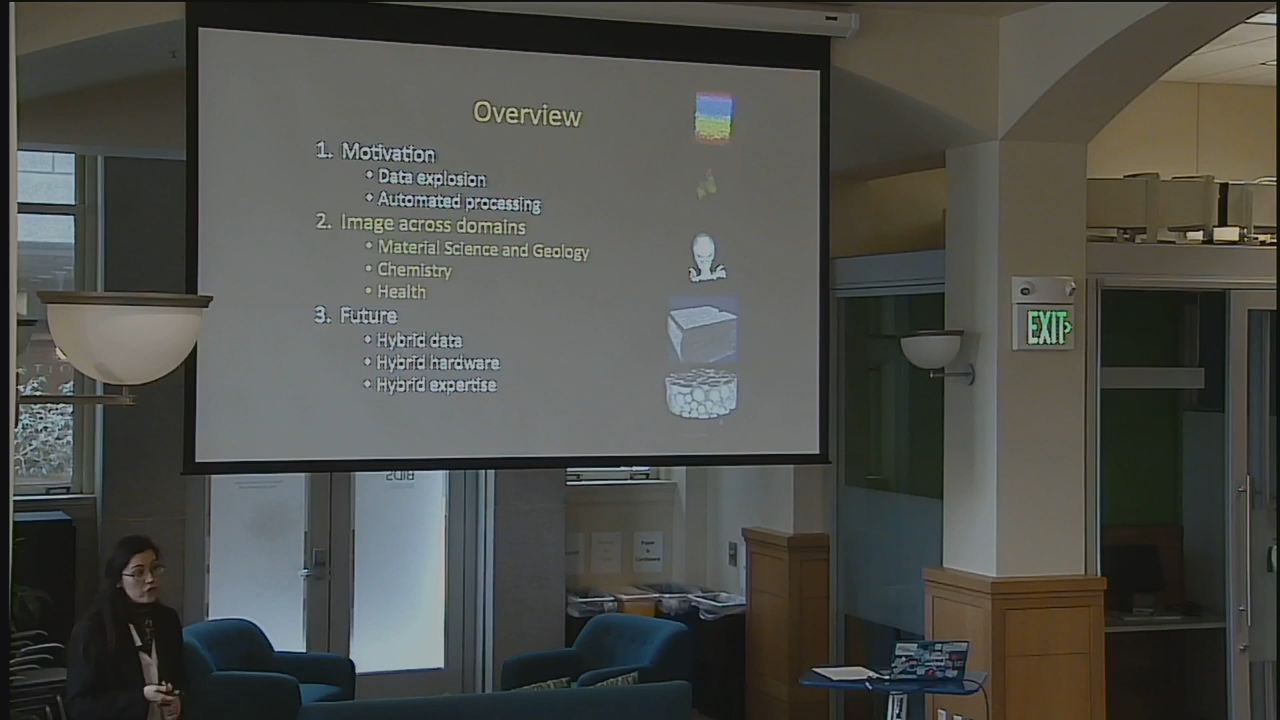 Overview
1. Motivation
• Data explosion
• Automated processing
2. Image across domains
• Material Science and Geology
• Chemistry
• Health
3. Future
• Hybrid data
• Hybrid hardware
• Hybrid expertise
EXIT
BIDS